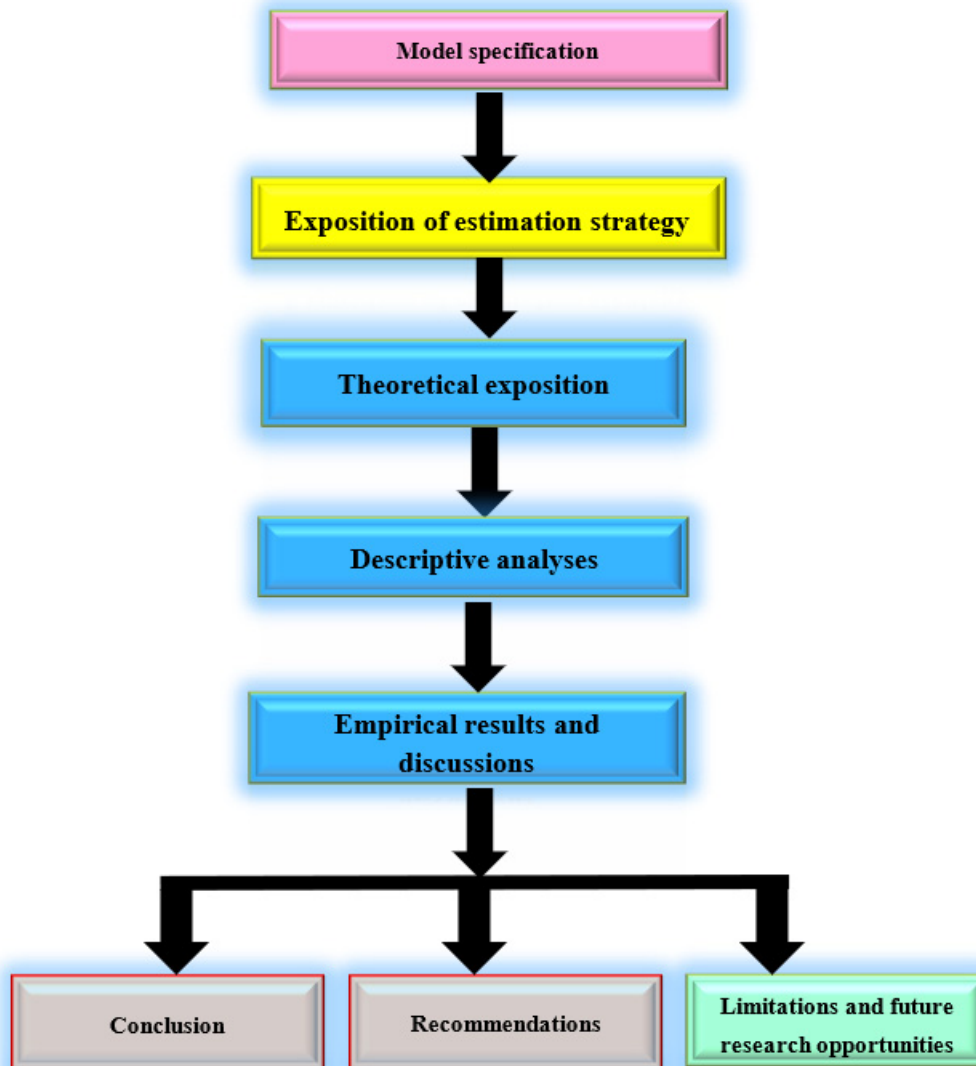 Model specification
Exposition of estimation strategy
Theoretical exposition
Descriptive analyses
Empirical results and
discussions
Conclusion
Recommendations
Limitations and future
research opportunities